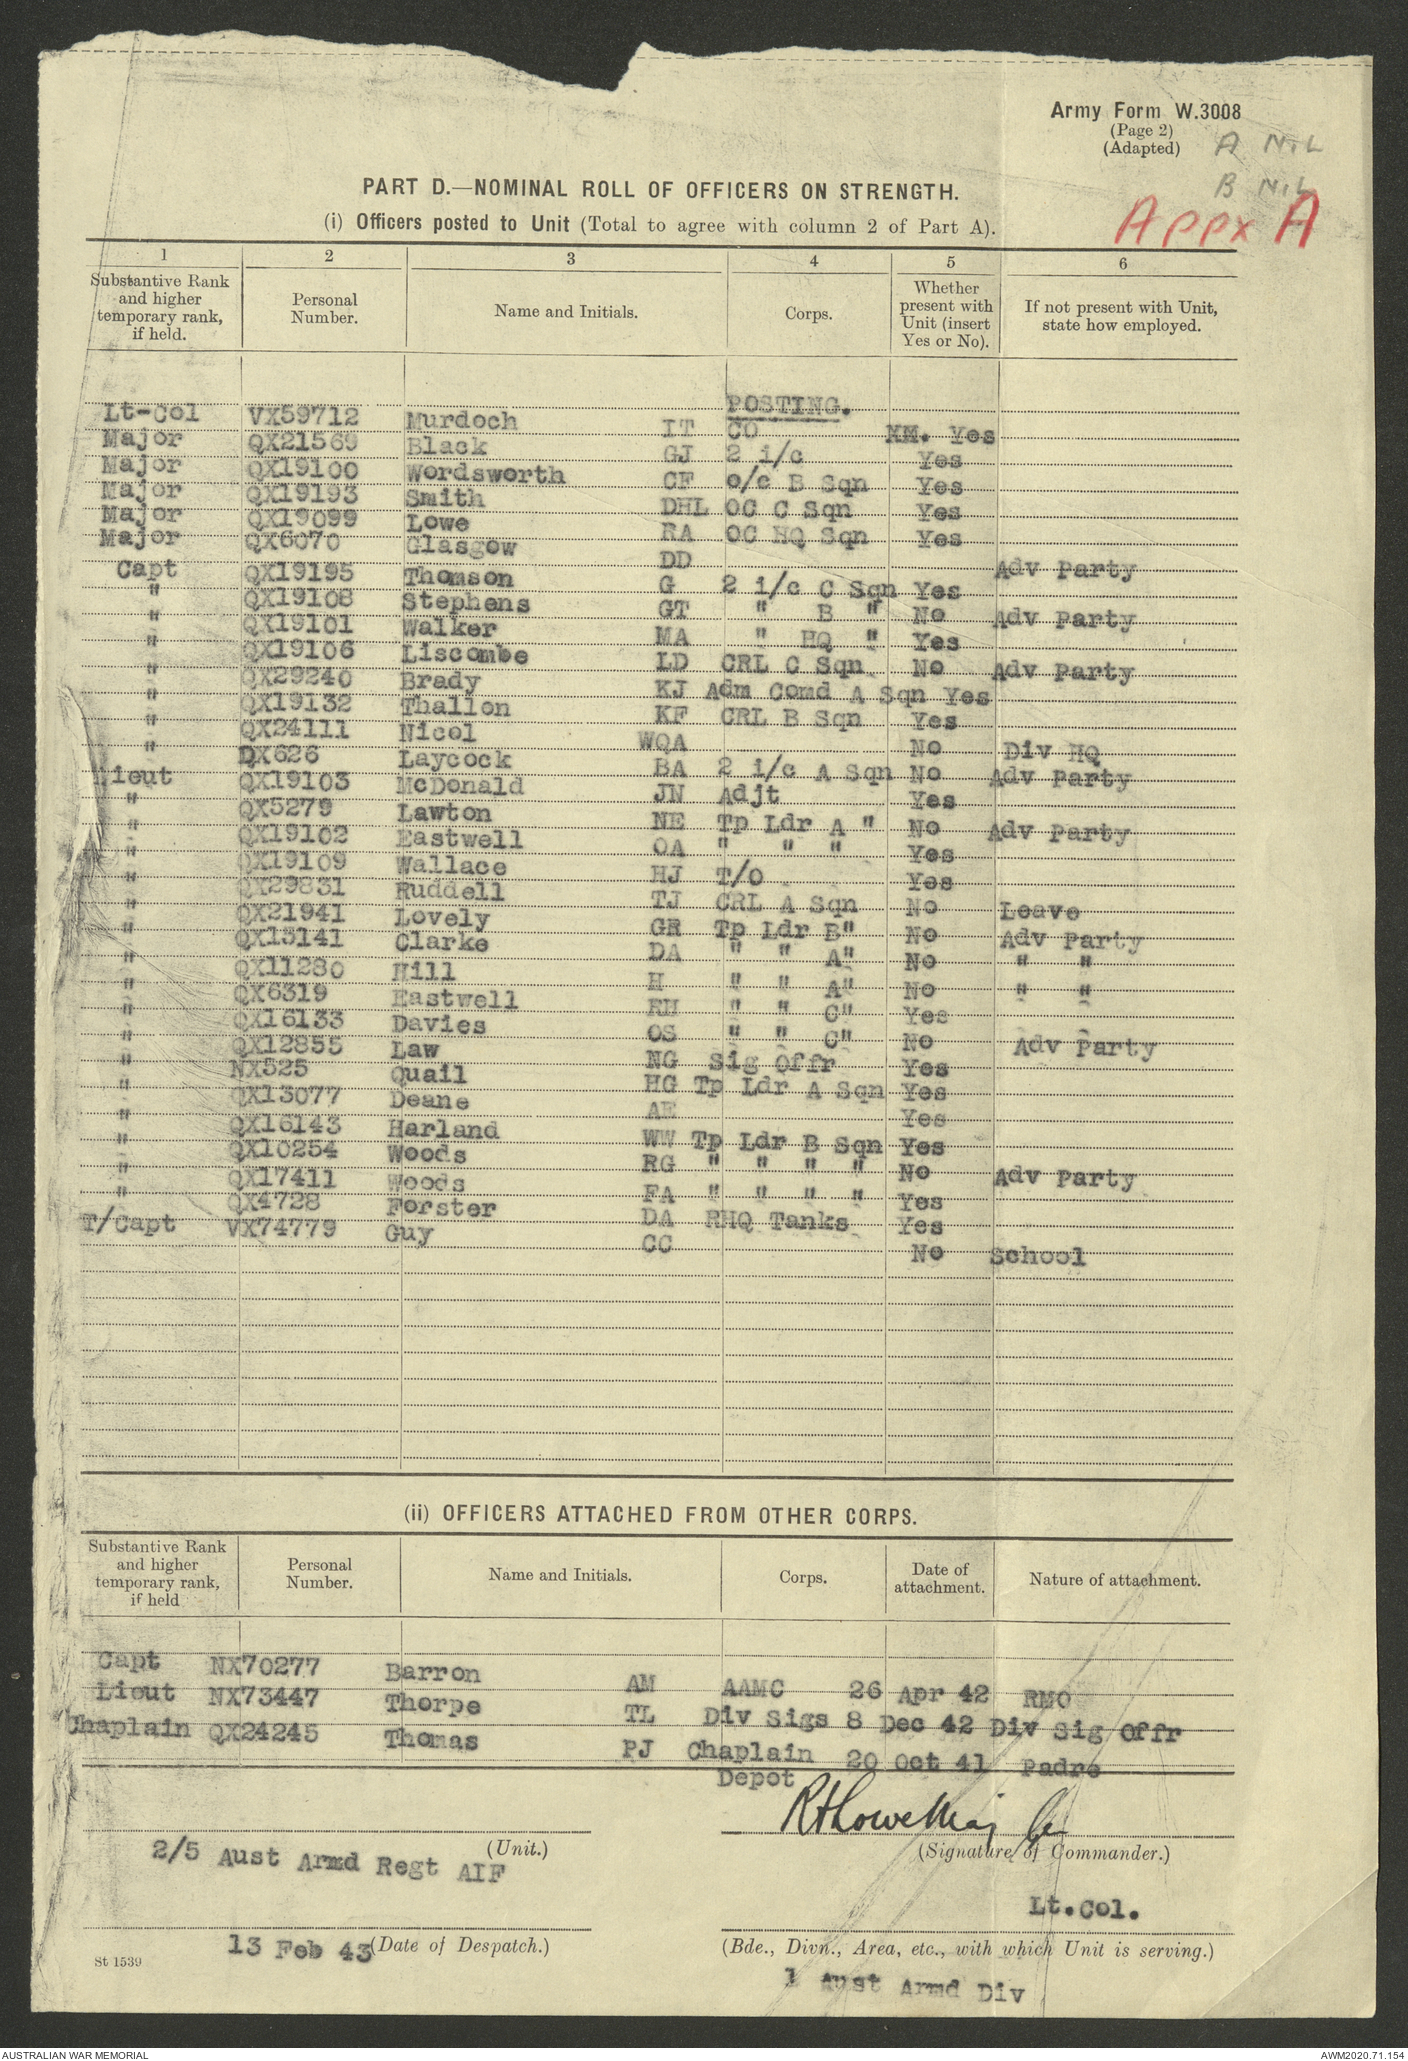 Army Form W.3008
(Page 2)
(Adapted)
A NIL
B NIL
Appx A
PART D.—NOMINAL ROLL OF OFFICERS ON STRENGTH.
(i) Officers posted to Unit (Total to agree with column 2 of Part A).
1 2 3 4 5 6
Substantive Rank and higher temporary rank, if held. Personal Number. Name and Initials. Corps. Whether present with Unit (insert Yes or No). If not present with Unit, state how employed.
POSTING.
Lt-Col VX59712 Murdoch IT CO MM. Yes
Major QX21569 Black GJ 2 i/c Yes
Major QX19100 Wordsworth CF o/c B Sqn Yes
Major QX19193 Smith DHL OC C Sqn Yes
Major QX19099 Lowe RA OC HQ Sqn Yes
Major QX6070 Glasgow DD Adv Party
Capt QX19195 Thomson G 2 i/c C Sqn Yes
" QX19108 Stephens GT " B " No Adv Party
" QX19101 Walker MA " HQ " Yes
" QX19106 Liscombe LD CRL C Sqn No Adv Party
" QX29240 Brady KJ Adm Comd A Sqn Yes
" QX19132 Thallon KF CRL B Sqn Yes
" QX24111 Nicol WQA No Div HQ
" DX626 Laycock BA 2 i/c A Sqn No Adv Party
Lieut QX19103 McDonald JN Adjt Yes
" QX5279 Lawton NE Tp Ldr A " No Adv Party
" QX19102 Eastwell OA " " " Yes
" QX19109 Wallace HJ T/O Yes
" QX29831 Ruddell TJ CRL A Sqn No Leave
" QX21941 Lovely GR Tp Ldr B" No Adv Party
" QX13141 Clarke DA " " A" No " "
" QX11280 Hill H " " A" No " "
" QX6319 Eastwell RH " " C" Yes
" QX16133 Davies OS " " C" No Adv Party
" QX12855 Law NG Sig Offr Yes
" NX525 Quail HG Tp Ldr A Sqn Yes
" QX13077 Deane AE Yes
" QX16143 Harland WW Tp Ldr B Sqn Yes
" QX10254 Woods RG " " " " No Adv Party
" QX17411 Woods FA " " " " Yes
" QX4728 Forster DA RHQ Tanks Yes
T/Capt VX74779 Guy CC No School
(ii) OFFICERS ATTACHED FROM OTHER CORPS.
Substantive Rank and higher temporary rank, if held Personal Number. Name and Initials. Corps. Date of attachment. Nature of attachment.
Capt NX70277 Barron AM AAMC 26 Apr 42 RMO
Lieut NX73447 Thorpe TL Div Sigs 8 Dec 42 Div Sig Offr
Chaplain QX24245 Thomas PJ Chaplain 20 Oct 41 Padre
Depot
(Unit.)
2/5 Aust Armd Regt AIF
RA Lowe Maj
(Signature of Commander.)
Lt.Col.
13 Feb 43 (Date of Despatch.)
(Bde., Divn., Area, etc., with which Unit is serving.)
1 Aust Armd Div
St 1539
AUSTRALIAN WAR MEMORIAL
AWM2020.71.154